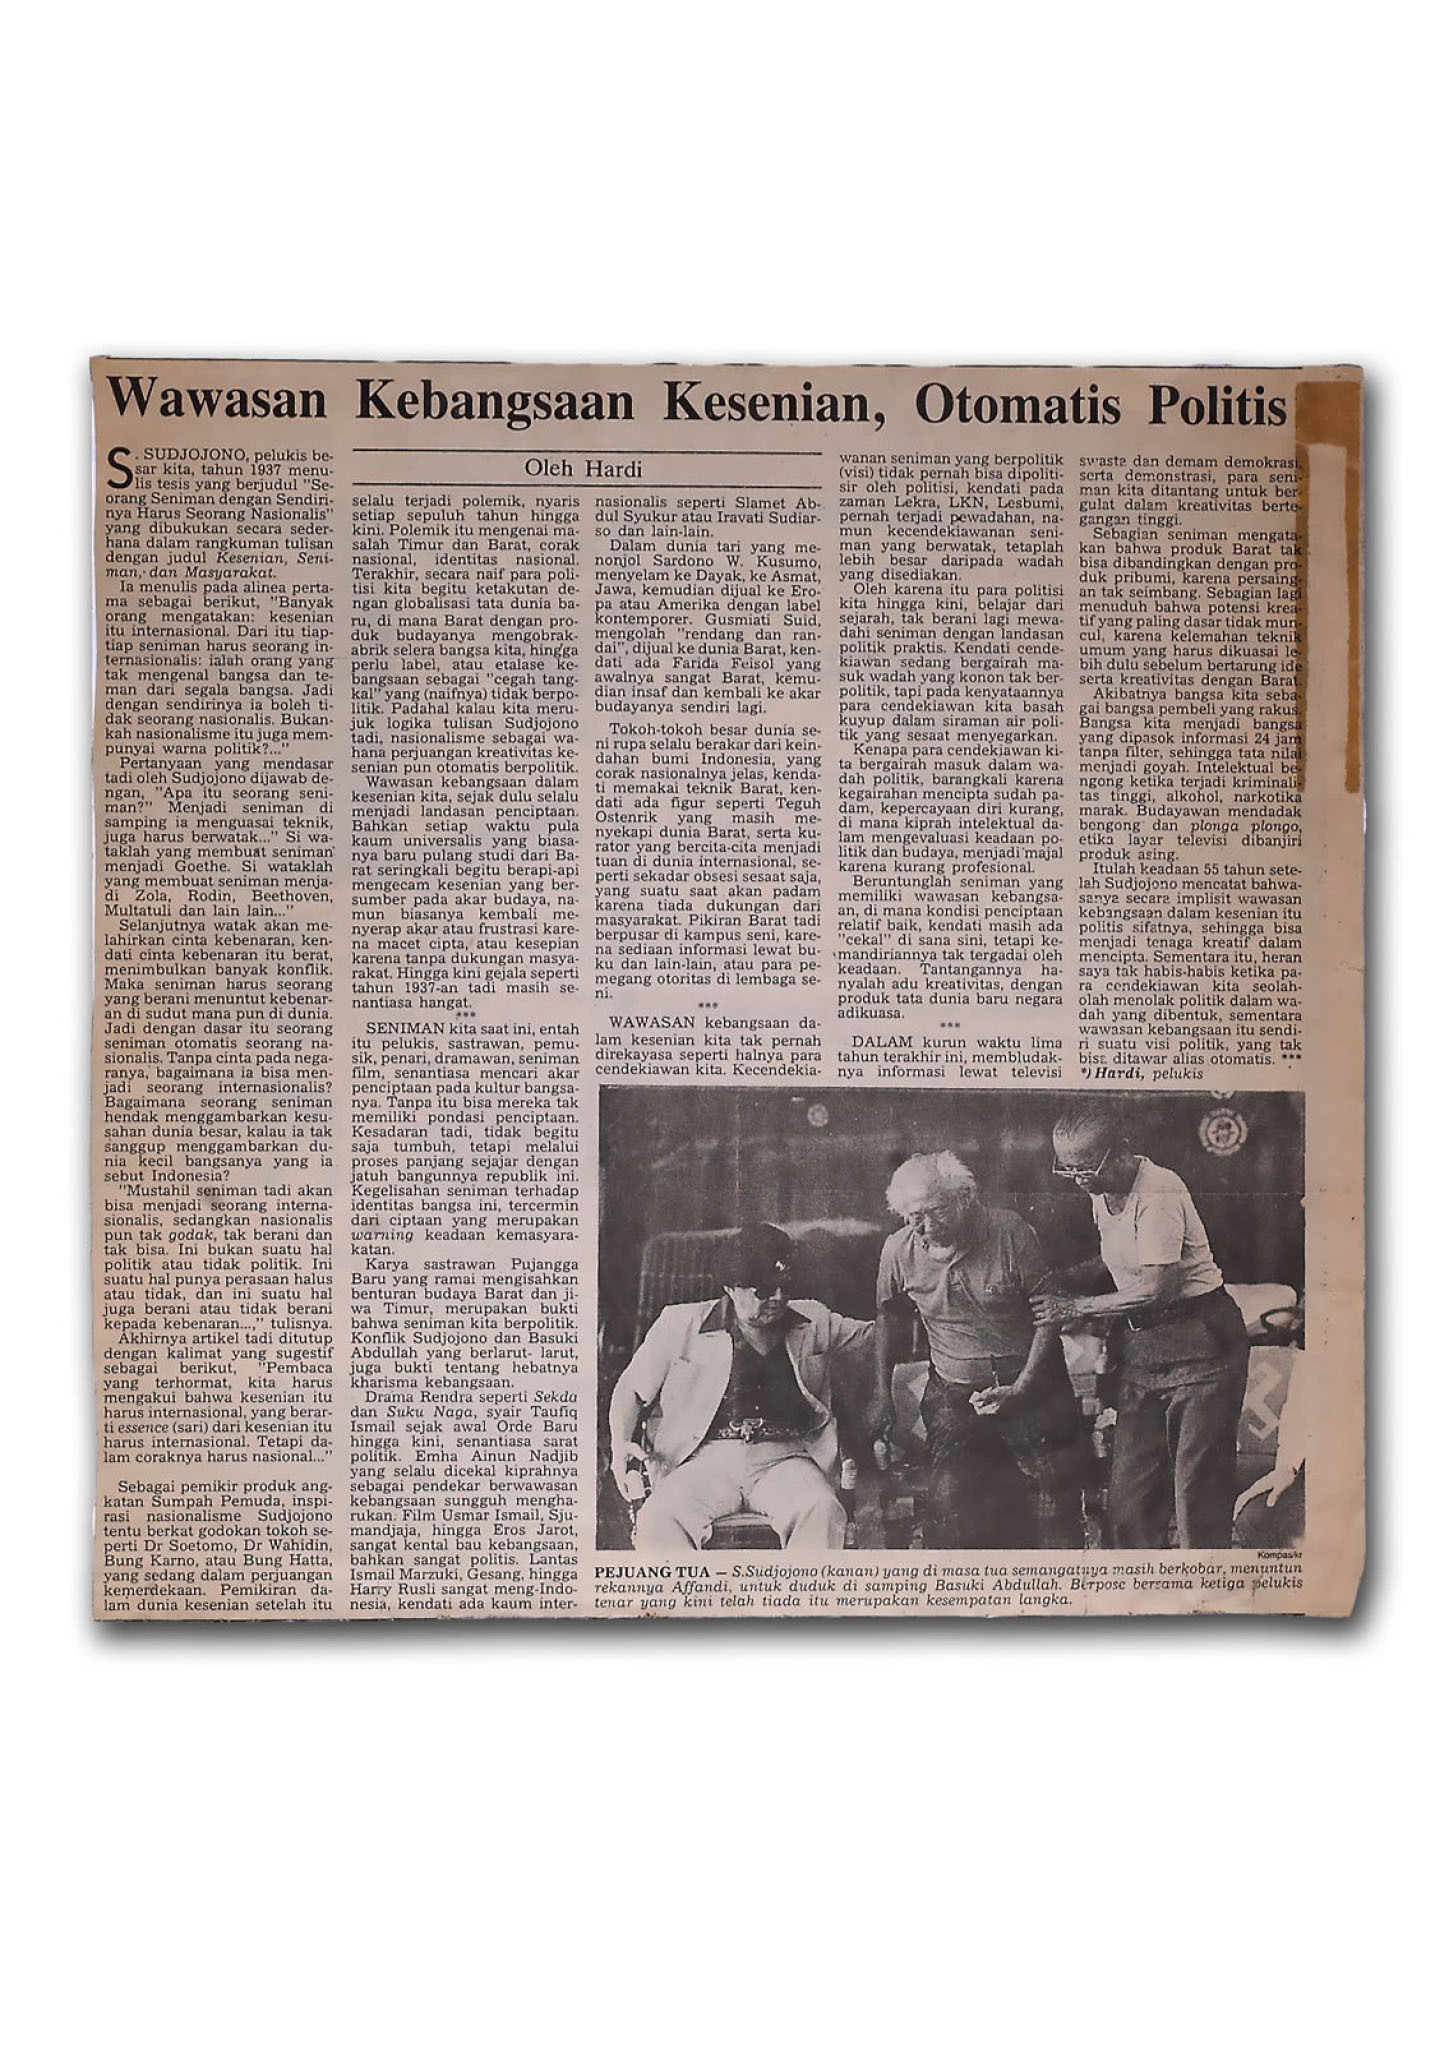 Wawasan Kebangsaan Kesenian, Otomatis Politis
Oleh Hardi
S. SUDJOJONO, pelukis be-
sar kita, tahun 1937 menu-
lis tesis yang berjudul "Se-
orang Seniman dengan Sendiri-
nya Harus Seorang Nasionalis"
yang dibukukan secara seder-
hana dalam rangkuman tulisan
dengan judul Kesenian, Seni-
man, dan Masyarakat.
Ia menulis pada alinea perta-
ma sebagai berikut, "Banyak
orang mengatakan: kesenian
itu internasional. Dari itu tiap-
tiap seniman harus seorang in-
ternasionalis: ialah orang yang
tak mengenal bangsa dan te-
man dari segala bangsa. Jadi
dengan sendirinya ia boleh ti-
dak seorang nasionalis. Bukan-
kah nasionalisme itu juga mem-
punyai warna politik?..."
Pertanyaan yang mendasar
tadi oleh Sudjojono dijawab de-
ngan, "Apa itu seorang seni-
man?" Menjadi seniman di
samping ia menguasai teknik,
juga harus berwatak..." Si wa-
taklah yang membuat seniman
menjadi Goethe. Si wataklah
yang membuat seniman menja-
di Zola, Rodin, Beethoven,
Multatuli dan lain lain..."
Selanjutnya watak akan me-
lahirkan cinta kebenaran, ken-
dati cinta kebenaran itu berat,
menimbulkan banyak konflik.
Maka seniman harus seorang
yang berani menuntut kebenar-
an di sudut mana pun di dunia.
Jadi dengan dasar itu seorang
seniman otomatis seorang na-
sionalis. Tanpa cinta pada nega-
ranya, bagaimana ia bisa men-
jadi seorang internasionalis?
Bagaimana seorang seniman
hendak menggambarkan kesu-
sahan dunia besar, kalau ia tak
sanggup menggambarkan du-
nia kecil bangsanya yang ia
sebut Indonesia?
"Mustahil seniman tadi akan
bisa menjadi seorang interna-
sionalis, sedangkan nasionalis
pun tak godak, tak berani dan
tak bisa. Ini bukan suatu hal
politik atau tidak politik. Ini
suatu hal punya perasaan halus
atau tidak, dan ini suatu hal
juga berani atau tidak berani
kepada kebenaran...," tulisnya.
Akhirnya artikel tadi ditutup
dengan kalimat yang sugestif
sebagai berikut, "Pembaca
yang terhormat, kita harus
mengakui bahwa kesenian itu
harus internasional, yang berar-
ti essence (sari) dari kesenian itu
harus internasional. Tetapi da-
lam coraknya harus nasional..."
Sebagai pemikir produk ang-
katan Sumpah Pemuda, inspi-
rasi nasionalisme Sudjojono
tentu berkat godokan tokoh se-
perti Dr Soetomo, Dr Wahidin,
Bung Karno, atau Bung Hatta,
yang sedang dalam perjuangan
kemerdekaan. Pemikiran da-
lam dunia kesenian setelah itu
selalu terjadi polemik, nyaris
setiap sepuluh tahun hingga
kini. Polemik itu mengenai ma-
salah Timur dan Barat, corak
nasional, identitas nasional.
Terakhir, secara naif para poli-
tisi kita begitu ketakutan de-
ngan globalisasi tata dunia ba-
ru, di mana Barat dengan pro-
duk budayanya mengobrak-
abrik selera bangsa kita, hingga
perlu label, atau etalase ke-
bangsaan sebagai "cegah tang-
kal" yang (naifnya) tidak berpo-
litik. Padahal kalau kita meru-
juk logika tulisan Sudjojono
tadi, nasionalisme sebagai wa-
hana perjuangan kreativitas ke-
senian pun otomatis berpolitik.
Wawasan kebangsaan dalam
kesenian kita, sejak dulu selalu
menjadi landasan penciptaan.
Bahkan setiap waktu pula
kaum universalis yang biasa-
nya baru pulang studi dari Ba-
rat seringkali begitu berapi-api
mengecam kesenian yang ber-
sumber pada akar budaya, na-
mun biasanya kembali me-
nyerap akar atau frustrasi kare-
na macet cipta, atau kesepian
karena tanpa dukungan masya-
rakat. Hingga kini gejala seperti
tahun 1937-an tadi masih se-
nantiasa hangat.
***
SENIMAN kita saat ini, entah
itu pelukis, sastrawan, pemu-
sik, penari, dramawan, seniman
film, senantiasa mencari akar
penciptaan pada kultur bangsa-
nya. Tanpa itu bisa mereka tak
memiliki pondasi penciptaan.
Kesadaran tadi, tidak begitu
saja tumbuh, tetapi melalui
proses panjang sejajar dengan
jatuh bangunnya republik ini.
Kegelisahan seniman terhadap
identitas bangsa ini, tercermin
dari ciptaan yang merupakan
warning keadaan kemasyara-
katan.
Karya sastrawan Pujangga
Baru yang ramai mengisahkan
benturan budaya Barat dan ji-
wa Timur, merupakan bukti
bahwa seniman kita berpolitik.
Konflik Sudjojono dan Basuki
Abdullah yang berlarut- larut,
juga bukti tentang hebatnya
kharisma kebangsaan.
Drama Rendra seperti Sekda
dan Suku Naga, syair Taufiq
Ismail sejak awal Orde Baru
hingga kini, senantiasa sarat
politik. Emha Ainun Nadjib
yang selalu dicekal kiprahnya
sebagai pendekar berwawasan
kebangsaan sungguh mengha-
rukan. Film Usmar Ismail, Sju-
mandjaja, hingga Eros Jarot,
sangat kental bau kebangsaan,
bahkan sangat politis. Lantas
Ismail Marzuki, Gesang, hingga
Harry Rusli sangat meng-Indo-
nesia, kendati ada kaum inter-
nasionalis seperti Slamet Ab-
dul Syukur atau Iravati Sudiar-
so dan lain-lain.
Dalam dunia tari yang me-
nonjol Sardono W. Kusumo,
menyelam ke Dayak, ke Asmat,
Jawa, kemudian dijual ke Ero-
pa atau Amerika dengan label
kontemporer. Gusmiati Suid,
mengolah "rendang dan ran-
dai", dijual ke dunia Barat, ken-
dati ada Farida Feisol yang
awalnya sangat Barat, kemu-
dian insaf dan kembali ke akar
budayanya sendiri lagi.
Tokoh-tokoh besar dunia se-
ni rupa selalu berakar dari kein-
dahan bumi Indonesia, yang
corak nasionalnya jelas, kenda-
ti memakai teknik Barat, ken-
dati ada figur seperti Teguh
Ostenrik yang masih me-
nyekapi dunia Barat, serta ku-
rator yang bercita-cita menjadi
tuan di dunia internasional, se-
perti sekadar obsesi sesaat saja,
yang suatu saat akan padam
karena tiada dukungan dari
masyarakat. Pikiran Barat tadi
berpusar di kampus seni, kare-
na sediaan informasi lewat bu-
ku dan lain-lain, atau para pe-
megang otoritas di lembaga se-
ni.
***
WAWASAN kebangsaan da-
lam kesenian kita tak pernah
direkayasa seperti halnya para
cendekiawan kita. Kecendekia-
wanan seniman yang berpolitik
(visi) tidak pernah bisa dipoliti-
sir oleh politisi, kendati pada
zaman Lekra, LKN, Lesbumi,
pernah terjadi pewadahan, na-
mun kecendekiawanan seni-
man yang berwatak, tetaplah
lebih besar daripada wadah
yang disediakan.
Oleh karena itu para politisi
kita hingga kini, belajar dari
sejarah, tak berani lagi mewa-
dahi seniman dengan landasan
politik praktis. Kendati cende-
kiawan sedang bergairah ma-
suk wadah yang konon tak ber-
politik, tapi pada kenyataannya
para cendekiawan kita basah
kuyup dalam siraman air poli-
tik yang sesaat menyegarkan.
Kenapa para cendekiawan ki-
ta bergairah masuk dalam wa-
dah politik, barangkali karena
kegairahan mencipta sudah pa-
dam, kepercayaan diri kurang,
di mana kiprah intelektual da-
lam mengevaluasi keadaan po-
litik dan budaya, menjadi majal
karena kurang profesional.
Beruntunglah seniman yang
memiliki wawasan kebangsa-
an, di mana kondisi penciptaan
relatif baik, kendati masih ada
"cekal" di sana sini, tetapi ke-
mandiriannya tak tergadai oleh
keadaan. Tantangannya ha-
nyalah adu kreativitas, dengan
produk tata dunia baru negara
adikuasa.
***
DALAM kurun waktu lima
tahun terakhir ini, membludak-
nya informasi lewat televisi
swasta dan demam demokrasi,
serta demonstrasi, para seni-
man kita ditantang untuk ber-
gulat dalam kreativitas berte-
gangan tinggi.
Sebagian seniman mengata-
kan bahwa produk Barat tak
bisa dibandingkan dengan pro-
duk pribumi, karena persaing-
an tak seimbang. Sebagian lagi
menuduh bahwa potensi krea-
tif yang paling dasar tidak mun-
cul, karena kelemahan teknik
umum yang harus dikuasai le-
bih dulu sebelum bertarung ide
serta kreativitas dengan Barat.
Akibatnya bangsa kita seba-
gai bangsa pembeli yang rakus.
Bangsa kita menjadi bangsa
yang dipasok informasi 24 jam
tanpa filter, sehingga tata nilai
menjadi goyah. Intelektual be-
ngong ketika terjadi kriminali-
tas tinggi, alkohol, narkotika
marak. Budayawan mendadak
bengong dan plonga plongo,
etika layar televisi dibanjiri
produk asing.
Itulah keadaan 55 tahun sete-
lah Sudjojono mencatat bahwa-
sanya secara implisit wawasan
kebangsaan dalam kesenian itu
politis sifatnya, sehingga bisa
menjadi tenaga kreatif dalam
mencipta. Sementara itu, heran
saya tak habis-habis ketika pa-
ra cendekiawan kita seolah-
olah menolak politik dalam wa-
dah yang dibentuk, sementara
wawasan kebangsaan itu sendi-
ri suatu visi politik, yang tak
bisa ditawar alias otomatis. ***
*) Hardi, pelukis
Kompas/kr
PEJUANG TUA — S.Sudjojono (kanan) yang di masa tua semangatnya masih berkobar, menuntun
rekannya Affandi, untuk duduk di samping Basuki Abdullah. Berpose bersama ketiga pelukis
tenar yang kini telah tiada itu merupakan kesempatan langka.